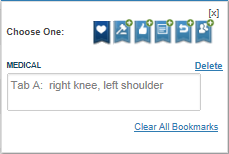 [x]
Choose One:
MEDICAL Delete
Tab A: right knee, left shoulder
Clear All Bookmarks